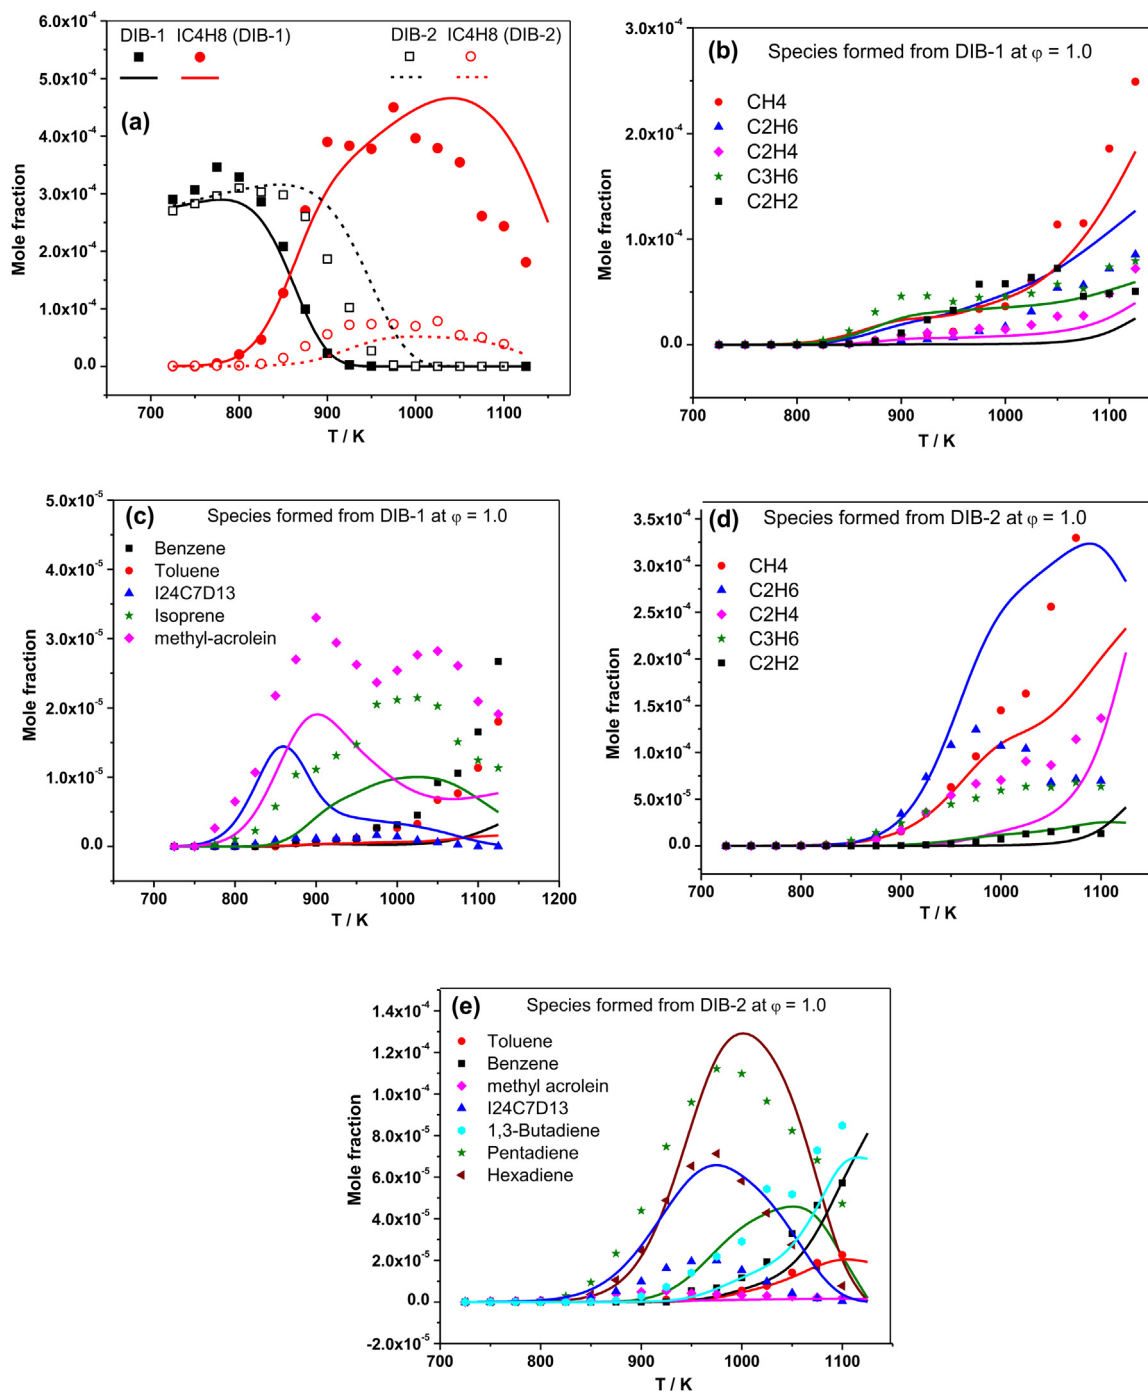 6.0x10⁻⁴
DIB-1 IC4H8 (DIB-1) DIB-2 IC4H8 (DIB-2)
5.0x10⁻⁴
(a)
4.0x10⁻⁴
3.0x10⁻⁴
2.0x10⁻⁴
1.0x10⁻⁴
0.0
Mole fraction
700 800 900 1000 1100
T / K
3.0x10⁻⁴
(b) Species formed from DIB-1 at φ = 1.0
CH4
C2H6
C2H4
C3H6
C2H2
2.0x10⁻⁴
1.0x10⁻⁴
0.0
Mole fraction
700 800 900 1000 1100
T / K
5.0x10⁻⁵
(c) Species formed from DIB-1 at φ = 1.0
Benzene
Toluene
I24C7D13
Isoprene
methyl-acrolein
4.0x10⁻⁵
3.0x10⁻⁵
2.0x10⁻⁵
1.0x10⁻⁵
0.0
Mole fraction
700 800 900 1000 1100 1200
T / K
3.5x10⁻⁴
(d) Species formed from DIB-2 at φ = 1.0
CH4
C2H6
C2H4
C3H6
C2H2
3.0x10⁻⁴
2.5x10⁻⁴
2.0x10⁻⁴
1.5x10⁻⁴
1.0x10⁻⁴
5.0x10⁻⁵
0.0
Mole fraction
700 800 900 1000 1100
T / K
1.4x10⁻⁴
(e) Species formed from DIB-2 at φ = 1.0
Toluene
Benzene
methyl acrolein
I24C7D13
1,3-Butadiene
Pentadiene
Hexadiene
1.2x10⁻⁴
1.0x10⁻⁴
8.0x10⁻⁵
6.0x10⁻⁵
4.0x10⁻⁵
2.0x10⁻⁵
0.0
-2.0x10⁻⁵
Mole fraction
700 800 900 1000 1100
T / K